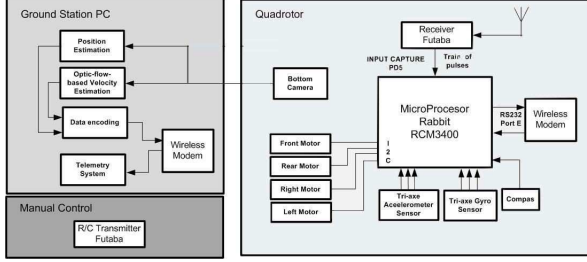 Ground Station PC
Position
Estimation
Optic-flow-
based Velocity
Estimation
Data encoding
Wireless
Modem
Telemetry
System
Manual Control
R/C Transmitter
Futaba
Quadrotor
Receiver
Futaba
INPUT CAPTURE
PD5
Train of
pulses
Bottom
Camera
MicroProcesor
Rabbit
RCM3400
RS232
Port E
Wireless
Modem
Front Motor
Rear Motor
Right Motor
Left Motor
I
2
C
Tri-axe
Accelerometer
Sensor
Tri-axe Gyro
Sensor
Compas